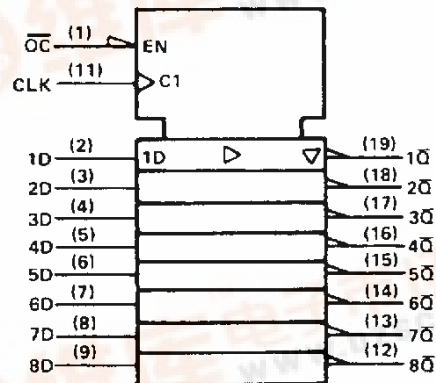 O̅C̅ (1) EN
CLK (11) C1
1D (2) 1D (19) 1Q̅
2D (3) (18) 2Q̅
3D (4) (17) 3Q̅
4D (5) (16) 4Q̅
5D (6) (15) 5Q̅
6D (7) (14) 6Q̅
7D (8) (13) 7Q̅
8D (9) (12) 8Q̅